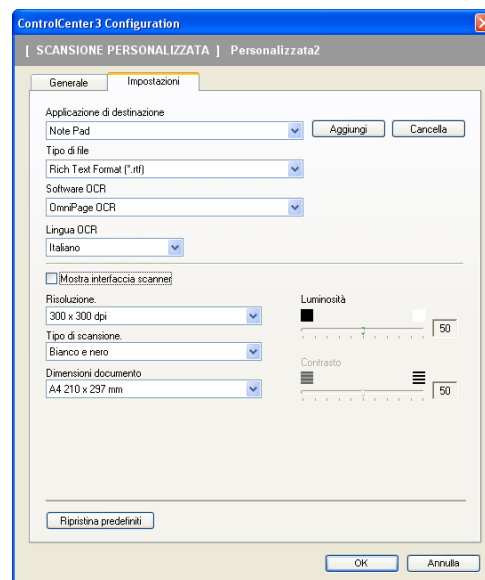 ControlCenter3 Configuration
[ SCANSIONE PERSONALIZZATA ] Personalizzata2
Generale Impostazioni
Applicazione di destinazione
Note Pad Aggiungi Cancella
Tipo di file
Rich Text Format (*.rtf)
Software OCR
OmniPage OCR
Lingua OCR
Italiano
Mostra interfaccia scanner
Risoluzione. Luminosità
300 x 300 dpi 50
Tipo di scansione.
Bianco e nero
Contrasto
Dimensioni documento
A4 210 x 297 mm 50
Ripristina predefiniti
OK Annulla